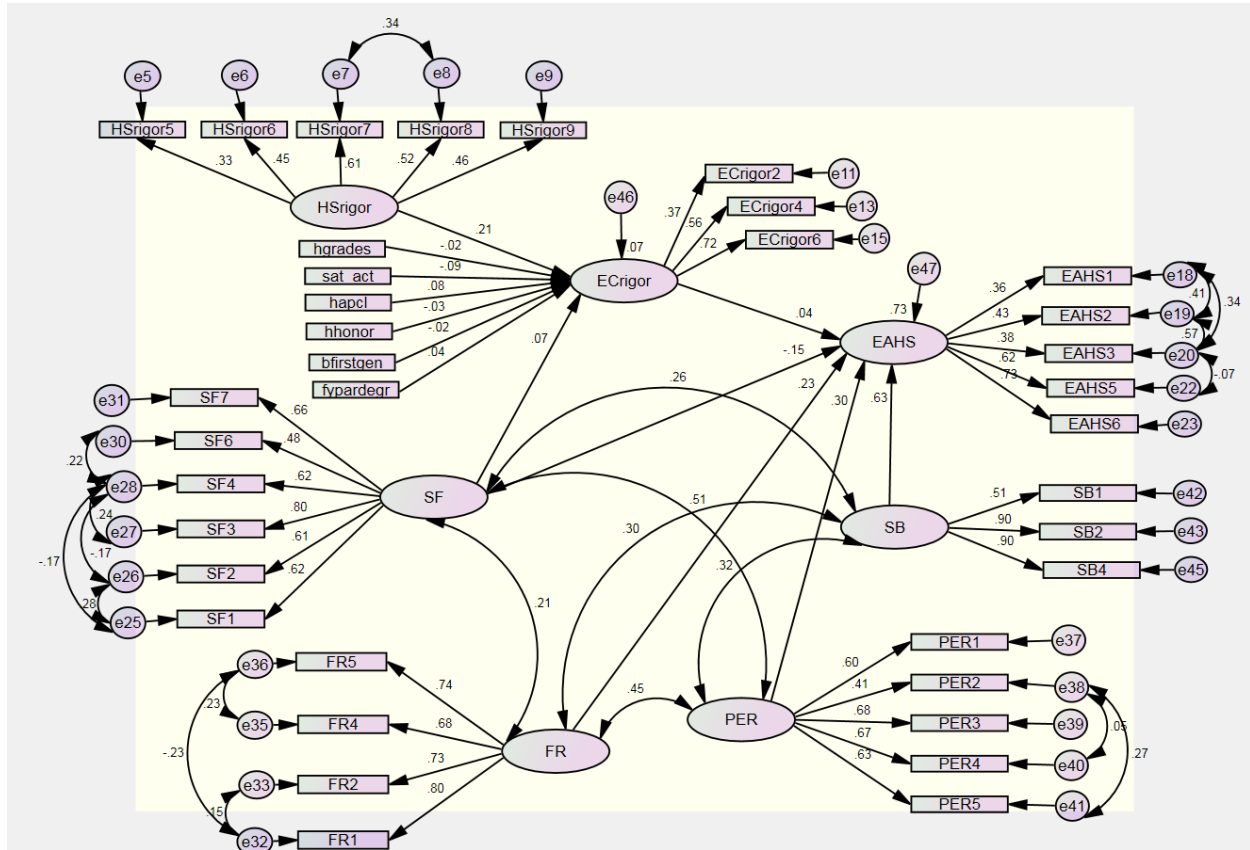 .34
e5
e6
e7
e8
e9
HSrigor5
HSrigor6
HSrigor7
HSrigor8
HSrigor9
.33
.45
.61
.52
.46
HSrigor
.21
hgrades
-.02
sat_act
-.09
hapcl
.08
hhonor
-.03
bfirstgen
-.02
fypardegr
.04
e46
.07
ECrigor
.37
.56
.72
ECrigor2
e11
ECrigor4
e13
ECrigor6
e15
.04
.07
e47
.73
EAHS
-.15
.23
.30
.63
.36
.43
.38
.62
.73
EAHS1
e18
EAHS2
e19
EAHS3
e20
EAHS5
e22
EAHS6
e23
.41
.34
.57
-.07
e31
SF7
.66
e30
SF6
.48
.22
e28
SF4
.62
.24
e27
SF3
.80
-.17
-.17
e26
SF2
.61
.28
e25
SF1
.62
SF
.26
.51
.30
.32
.21
.45
SB
.51
.90
.90
SB1
e42
SB2
e43
SB4
e45
e36
FR5
.74
.23
e35
FR4
.68
-.23
e33
FR2
.73
.15
e32
FR1
.80
FR
PER
.60
.41
.68
.67
.63
PER1
e37
PER2
e38
PER3
e39
PER4
e40
PER5
e41
.05
.27